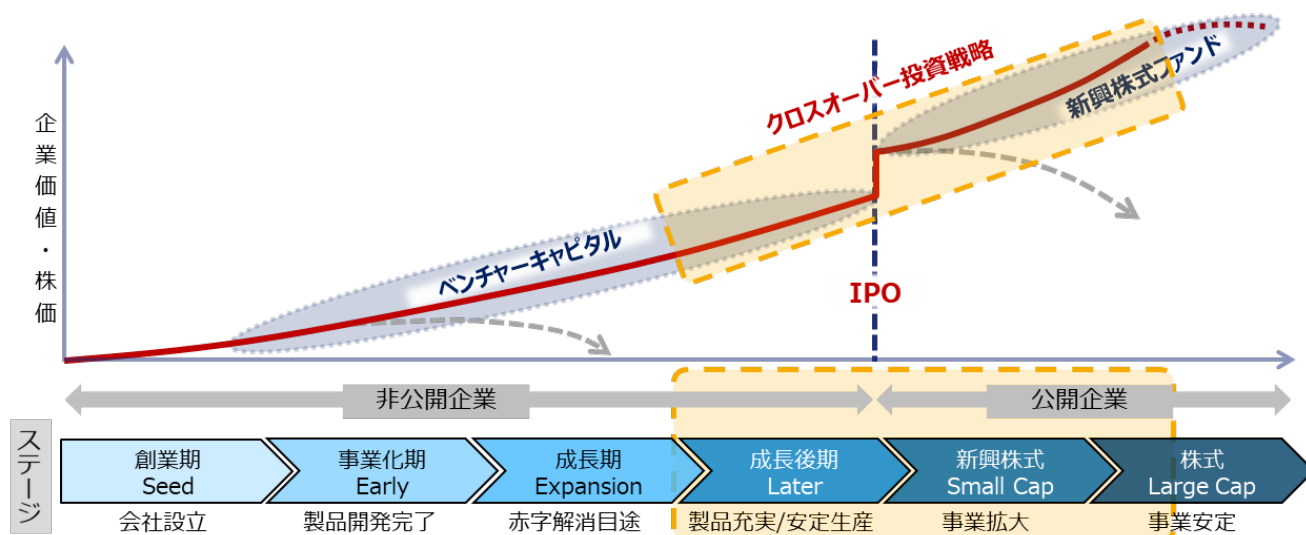 企業価値・株価
クロスオーバー投資戦略
新興株式ファンド
ベンチャーキャピタル
IPO
非公開企業
公開企業
ステージ
創業期
Seed
事業化期
Early
成長期
Expansion
成長後期
Later
新興株式
Small Cap
株式
Large Cap
会社設立
製品開発完了
赤字解消目途
製品充実/安定生産
事業拡大
事業安定